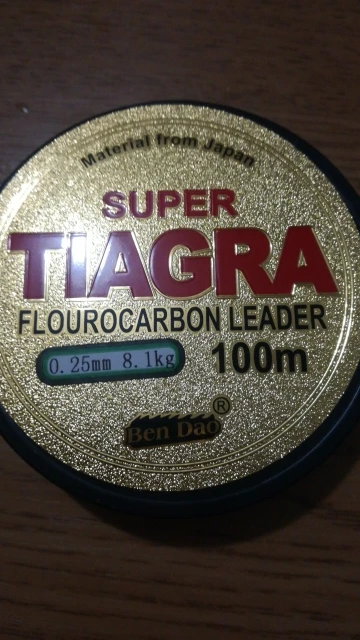 Material from Japan
SUPER
TIAGRA
FLOUROCARBON LEADER
0.25mm 8.1kg 100m
Ben Dao®